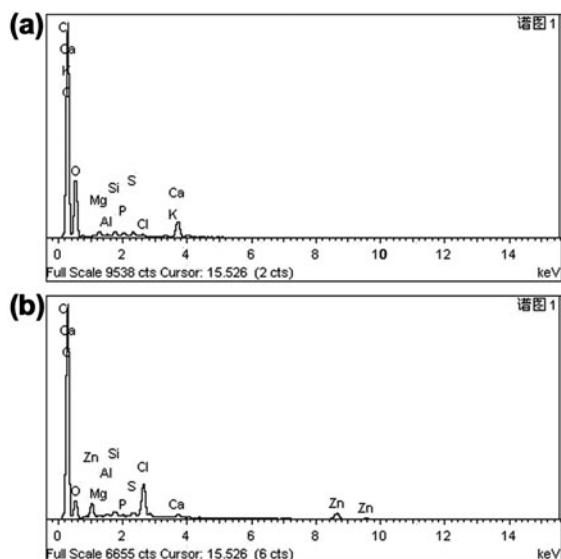 (a)
谱图 1
C
Ca
K
C
O
Mg
Al
Si
P
S
Cl
Ca
K
0 2 4 6 8 10 12 14
Full Scale 9538 cts Cursor: 15.526 (2 cts)
keV
(b)
谱图 1
C
Ca
C
O
Zn
Mg
Al
Si
P
S
Cl
Ca
Zn
Zn
0 2 4 6 8 10 12 14
Full Scale 6655 cts Cursor: 15.526 (6 cts)
keV